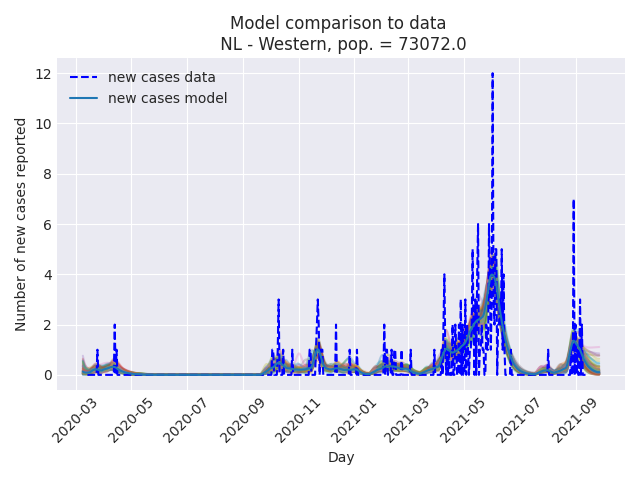 Model comparison to data
NL - Western, pop. = 73072.0
new cases data
new cases model
Number of new cases reported
12
10
8
6
4
2
0
2020-03
2020-05
2020-07
2020-09
2020-11
2021-01
2021-03
2021-05
2021-07
2021-09
Day